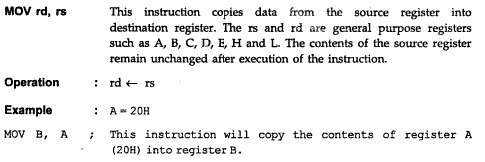 MOV rd, rs This instruction copies data from the source register into
destination register. The rs and rd are general purpose registers
such as A, B, C, D, E, H and L. The contents of the source register
remain unchanged after execution of the instruction.
Operation : rd ← rs
Example : A = 20H
MOV B, A ; This instruction will copy the contents of register A
(20H) into register B.